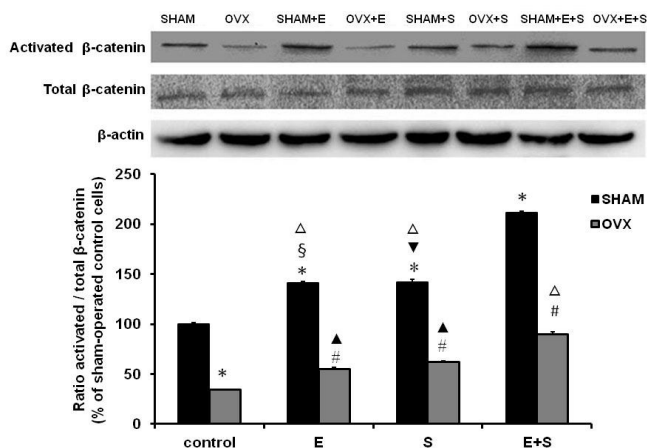 SHAM OVX SHAM+E OVX+E SHAM+S OVX+S SHAM+E+S OVX+E+S
Activated β-catenin
Total β-catenin
β-actin
Ratio activated / total β-catenin
(% of sham-operated control cells)
250
200
150
100
50
0
*
*
§
△
#
▲
*
▼
△
#
▲
*
#
△
SHAM
OVX
control E S E+S